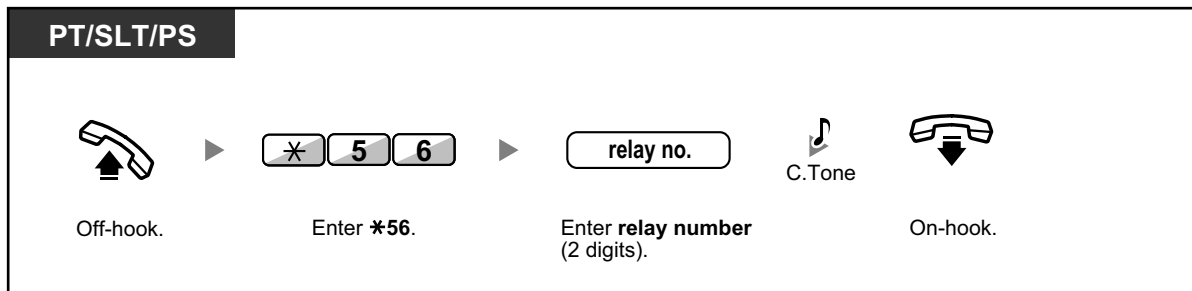 PT/SLT/PS
* 5 6
relay no.
C.Tone
Off-hook.
Enter *56.
Enter relay number
(2 digits).
On-hook.